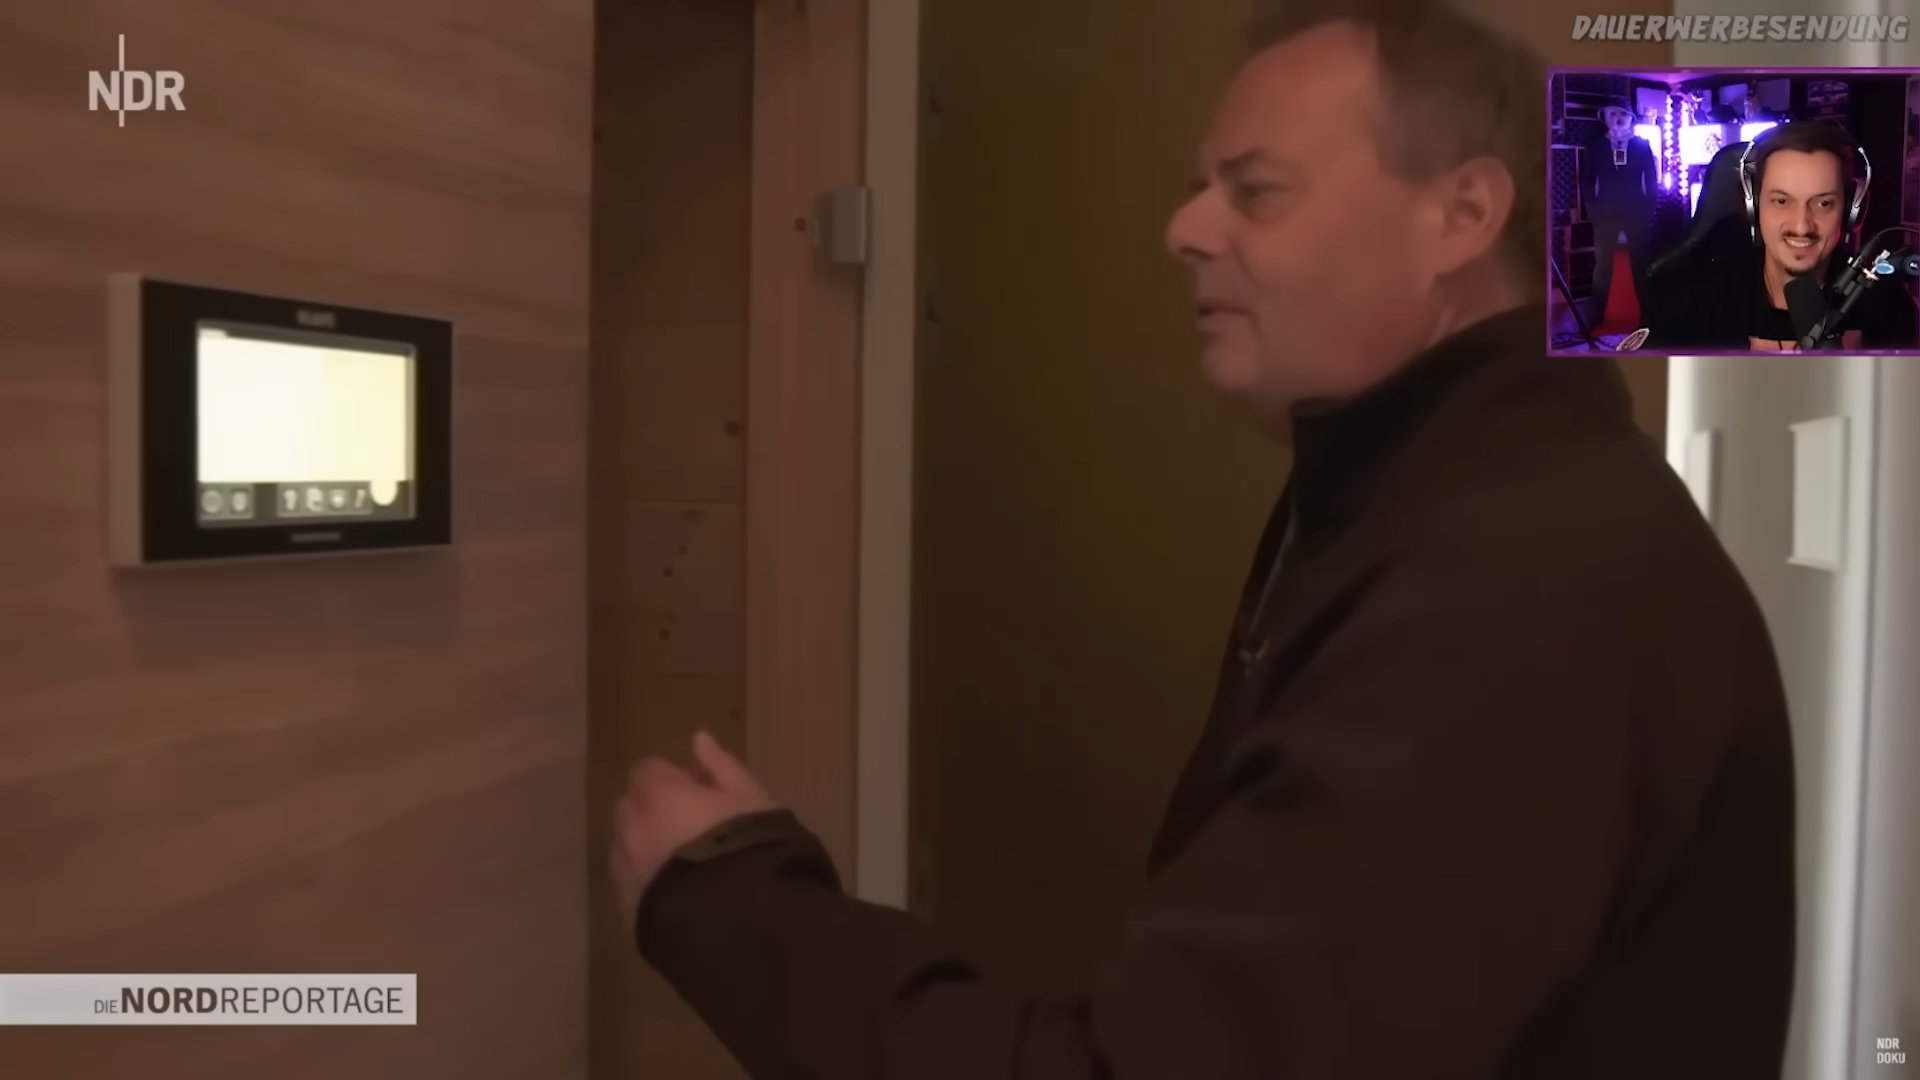 DAUERWERBESENDUNG
NDR
DIE NORDREPORTAGE
NDR
DOKU